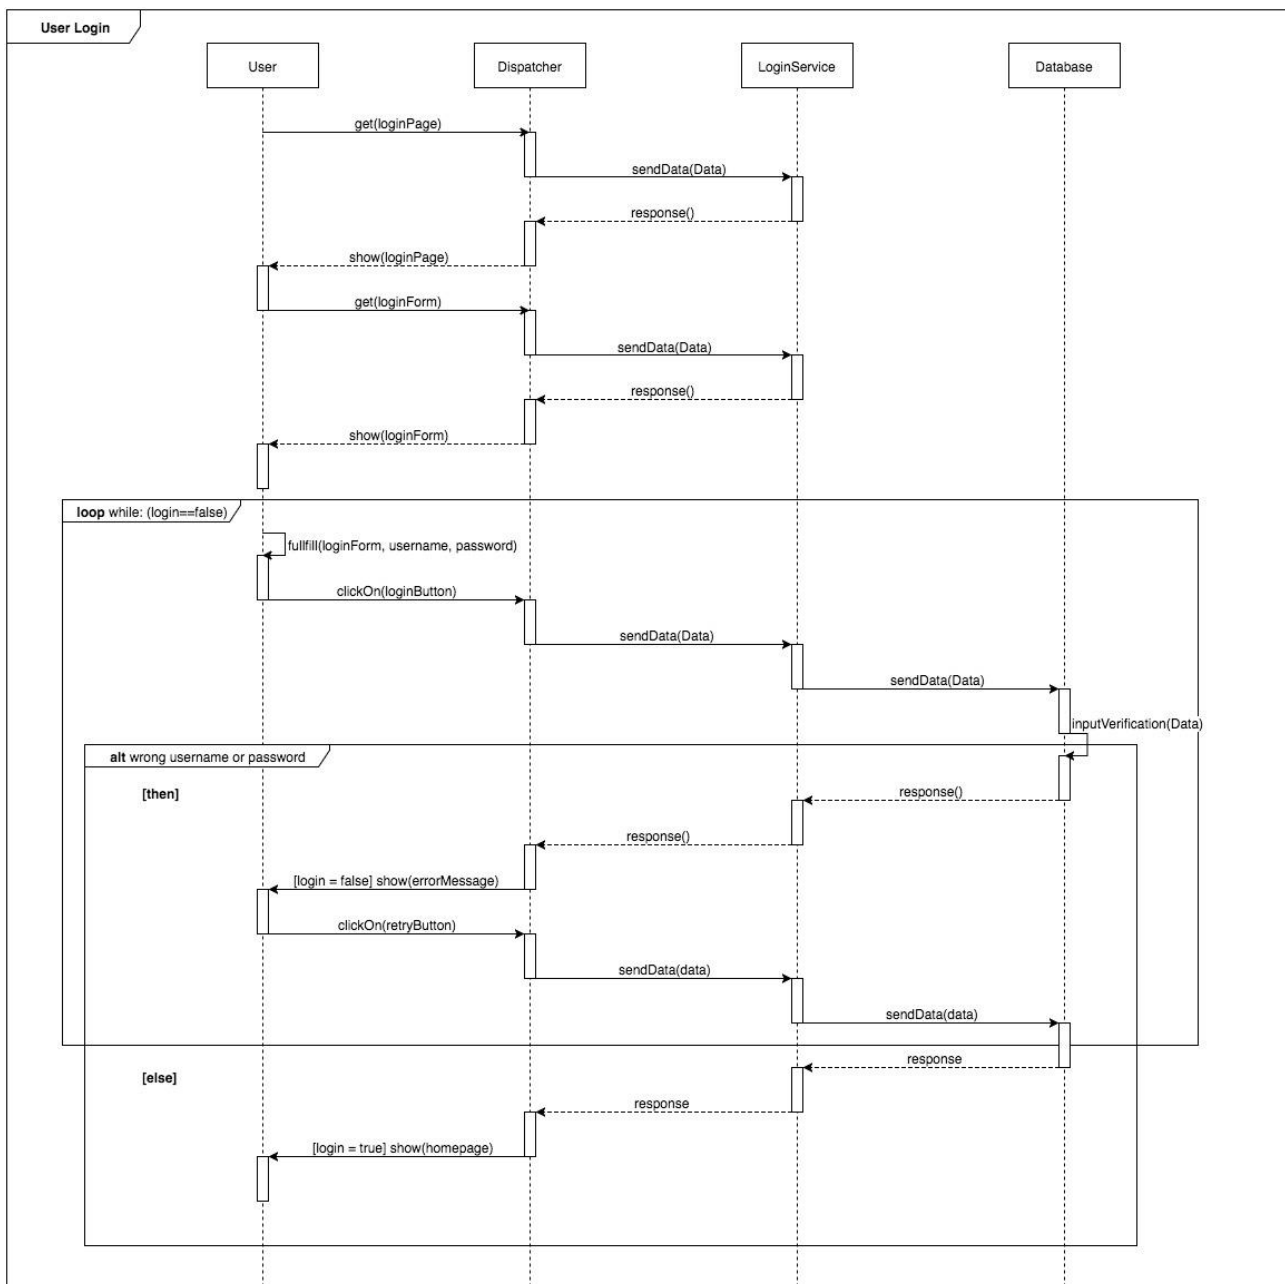 User Login
User
Dispatcher
LoginService
Database
get(loginPage)
sendData(Data)
response()
show(loginPage)
get(loginForm)
sendData(Data)
response()
show(loginForm)
loop while: (login==false)
fullfill(loginForm, username, password)
clickOn(loginButton)
sendData(Data)
sendData(Data)
inputVerification(Data)
alt wrong username or password
[then]
response()
response()
[login = false] show(errorMessage)
clickOn(retryButton)
sendData(data)
sendData(data)
response
[else]
response
[login = true] show(homepage)